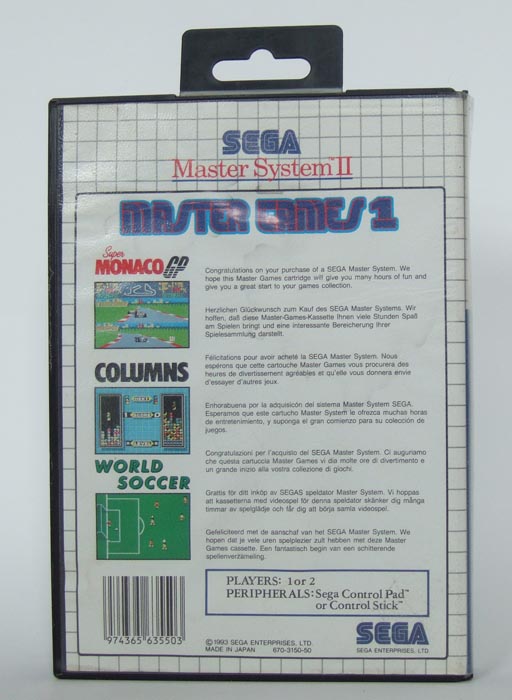 SEGA
Master System™ II
MASTER GAMES 1
Super
MONACO GP
Congratulations on your purchase of a SEGA Master System. We
hope this Master Games cartridge will give you many hours of fun and
give you a great start to your games collection.
Herzlichen Glückwunsch zum Kauf des SEGA Master Systems. Wir
hoffen, daß diese Master-Games-Kassette Ihnen viele Stunden Spaß
am Spielen bringt und eine interessante Bereicherung Ihrer
Spielesammlung darstellt.
COLUMNS
Félicitations pour avoir acheté la SEGA Master System. Nous
espérons que cette cartouche Master Games vous procurera des
heures de divertissement agréables et qu'elle vous donnera envie
d'essayer d'autres jeux.
Enhorabuena por la adquisición del sistema Master System SEGA.
Esperamos que este cartucho Master System le ofrezca muchas horas
de entretenimiento, y suponga el gran comienzo para su colección de
juegos.
WORLD
SOCCER
Congratulazioni per l'acquisto del SEGA Master System. Ci auguriamo
che questa cartuccia Master Games vi dia molte ore di divertimento e
un grande inizio alla vostra collezione di giochi.
Grattis för ditt inköp av SEGAS speldator Master System. Vi hoppas
att kassetterna med videospel för denna speldator skänker dig många
timmar av spelglädje och får dig att börja samla videospel.
Gefeliciteerd met de aanschaf van het SEGA Master System. We
hopen dat je vele uren spelplezier zult hebben met deze Master
Games cassette. Een fantastisch begin van een schitterende
spellenverzameling.
PLAYERS: 1 or 2
PERIPHERALS: Sega Control Pad™
or Control Stick™
974365 635503
©1993 SEGA ENTERPRISES, LTD.
MADE IN JAPAN 670-3150-50
SEGA
SEGA ENTERPRISES, LTD.